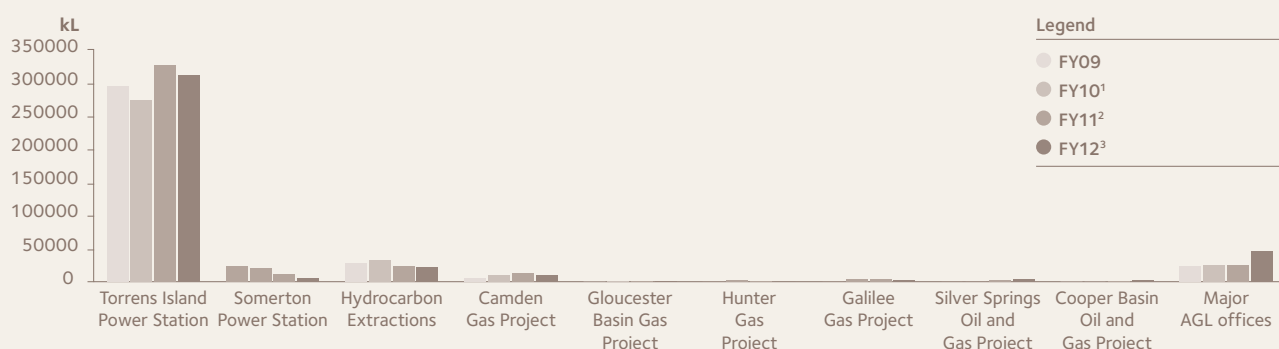 kL
350000
300000
250000
200000
150000
100000
50000
0
Torrens Island
Power Station
Somerton
Power Station
Hydrocarbon
Extractions
Camden
Gas Project
Gloucester
Basin Gas
Project
Hunter
Gas
Project
Galilee
Gas Project
Silver Springs
Oil and
Gas Project
Cooper Basin
Oil and
Gas Project
Major
AGL offices
Legend
FY09
FY10¹
FY11²
FY12³